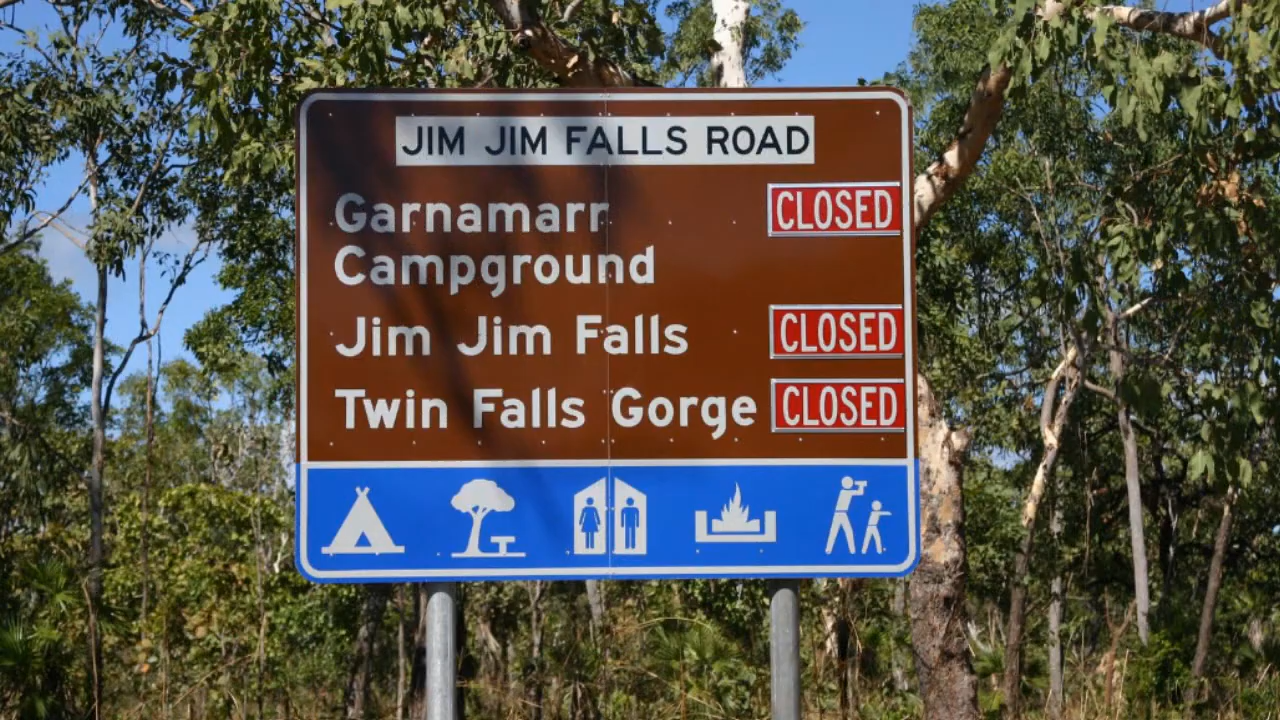 JIM JIM FALLS ROAD
Garnamarr CLOSED
Campground
Jim Jim Falls CLOSED
Twin Falls Gorge CLOSED